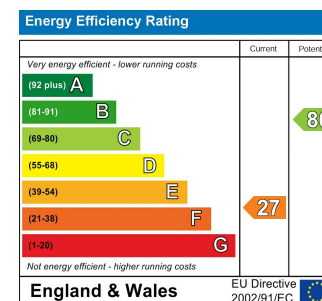 Energy Efficiency Rating
Current
Very energy efficient - lower running costs
(92 plus) A
(81-91) B
(69-80) C
(55-68) D
(39-54) E
(21-38) F
27
(1-20) G
Not energy efficient - higher running costs
England & Wales
EU Directive
2002/91/EC